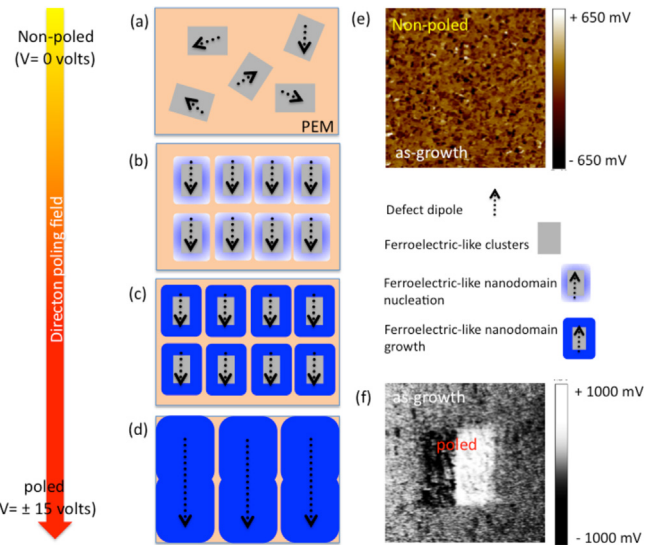 Non-poled
(V= 0 volts)
Directon poling field
poled
V= ± 15 volts)
(a)
PEM
(b)
(c)
(d)
(e)
Non-poled
as-growth
+ 650 mV
- 650 mV
Defect dipole
Ferroelectric-like clusters
Ferroelectric-like nanodomain
nucleation
Ferroelectric-like nanodomain
growth
(f)
as-growth
poled
+ 1000 mV
- 1000 mV